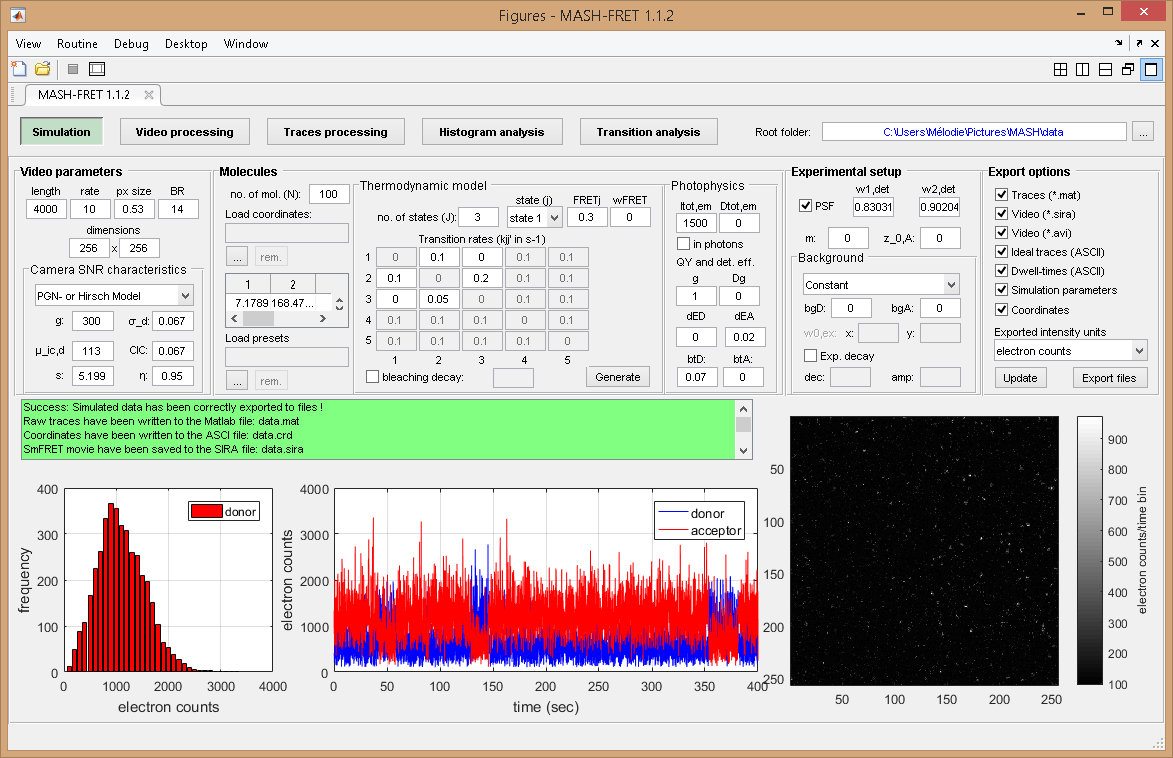 Figures - MASH-FRET 1.1.2
View Routine Debug Desktop Window
MASH-FRET 1.1.2
Simulation Video processing Traces processing Histogram analysis Transition analysis Root folder: C:\Users\Mélodie\Pictures\MASH\data ...
Video parameters
length rate px size BR
4000 10 0.53 14
dimensions
256 x 256
Camera SNR characteristics
PGN- or Hirsch Model
g: 300 σ_d: 0.067
μ_ic,d 113 CIC: 0.067
s: 5.199 η: 0.95
Molecules
no. of mol. (N): 100
Load coordinates:
... rem.
1 2
7.1789 168.47...
Load presets
... rem.
Thermodynamic model
state (j) FRETj wFRET
no. of states (J): 3 state 1 0.3 0
Transition rates (kjj' in s-1)
1 0 0.1 0 0.1 0.1
2 0.1 0 0.2 0.1 0.1
3 0 0.05 0 0.1 0.1
4 0.1 0.1 0.1 0 0.1
5 0.1 0.1 0.1 0.1 0
1 2 3 4 5
bleaching decay: Generate
Photophysics
Itot,em Dtot,em
1500 0
in photons
QY and det. eff.
g Dg
1 0
dED dEA
0 0.02
btD: btA:
0.07 0
Experimental setup
w1,det w2,det
PSF 0.83031 0.90204
m: 0 z_0,A: 0
Background
Constant
bgD: 0 bgA: 0
w0,ex: x: y:
Exp. decay
dec: amp:
Export options
Traces (*.mat)
Video (*.sira)
Video (*.avi)
Ideal traces (ASCII)
Dwell-times (ASCII)
Simulation parameters
Coordinates
Exported intensity units
electron counts
Update Export files
Success: Simulated data has been correctly exported to files !
Raw traces have been written to the Matlab file: data.mat
Coordinates have been written to the ASCI file: data.crd
SmFRET movie have been saved to the SIRA file: data.sira
400
300
200
100
0
frequency
donor
0 1000 2000 3000 4000
electron counts
4000
3000
2000
1000
0
electron counts
donor
acceptor
0 50 100 150 200 250 300 350 400
time (sec)
50
100
150
200
250
50 100 150 200 250
900
800
700
600
500
400
300
200
100
electron counts/time bin